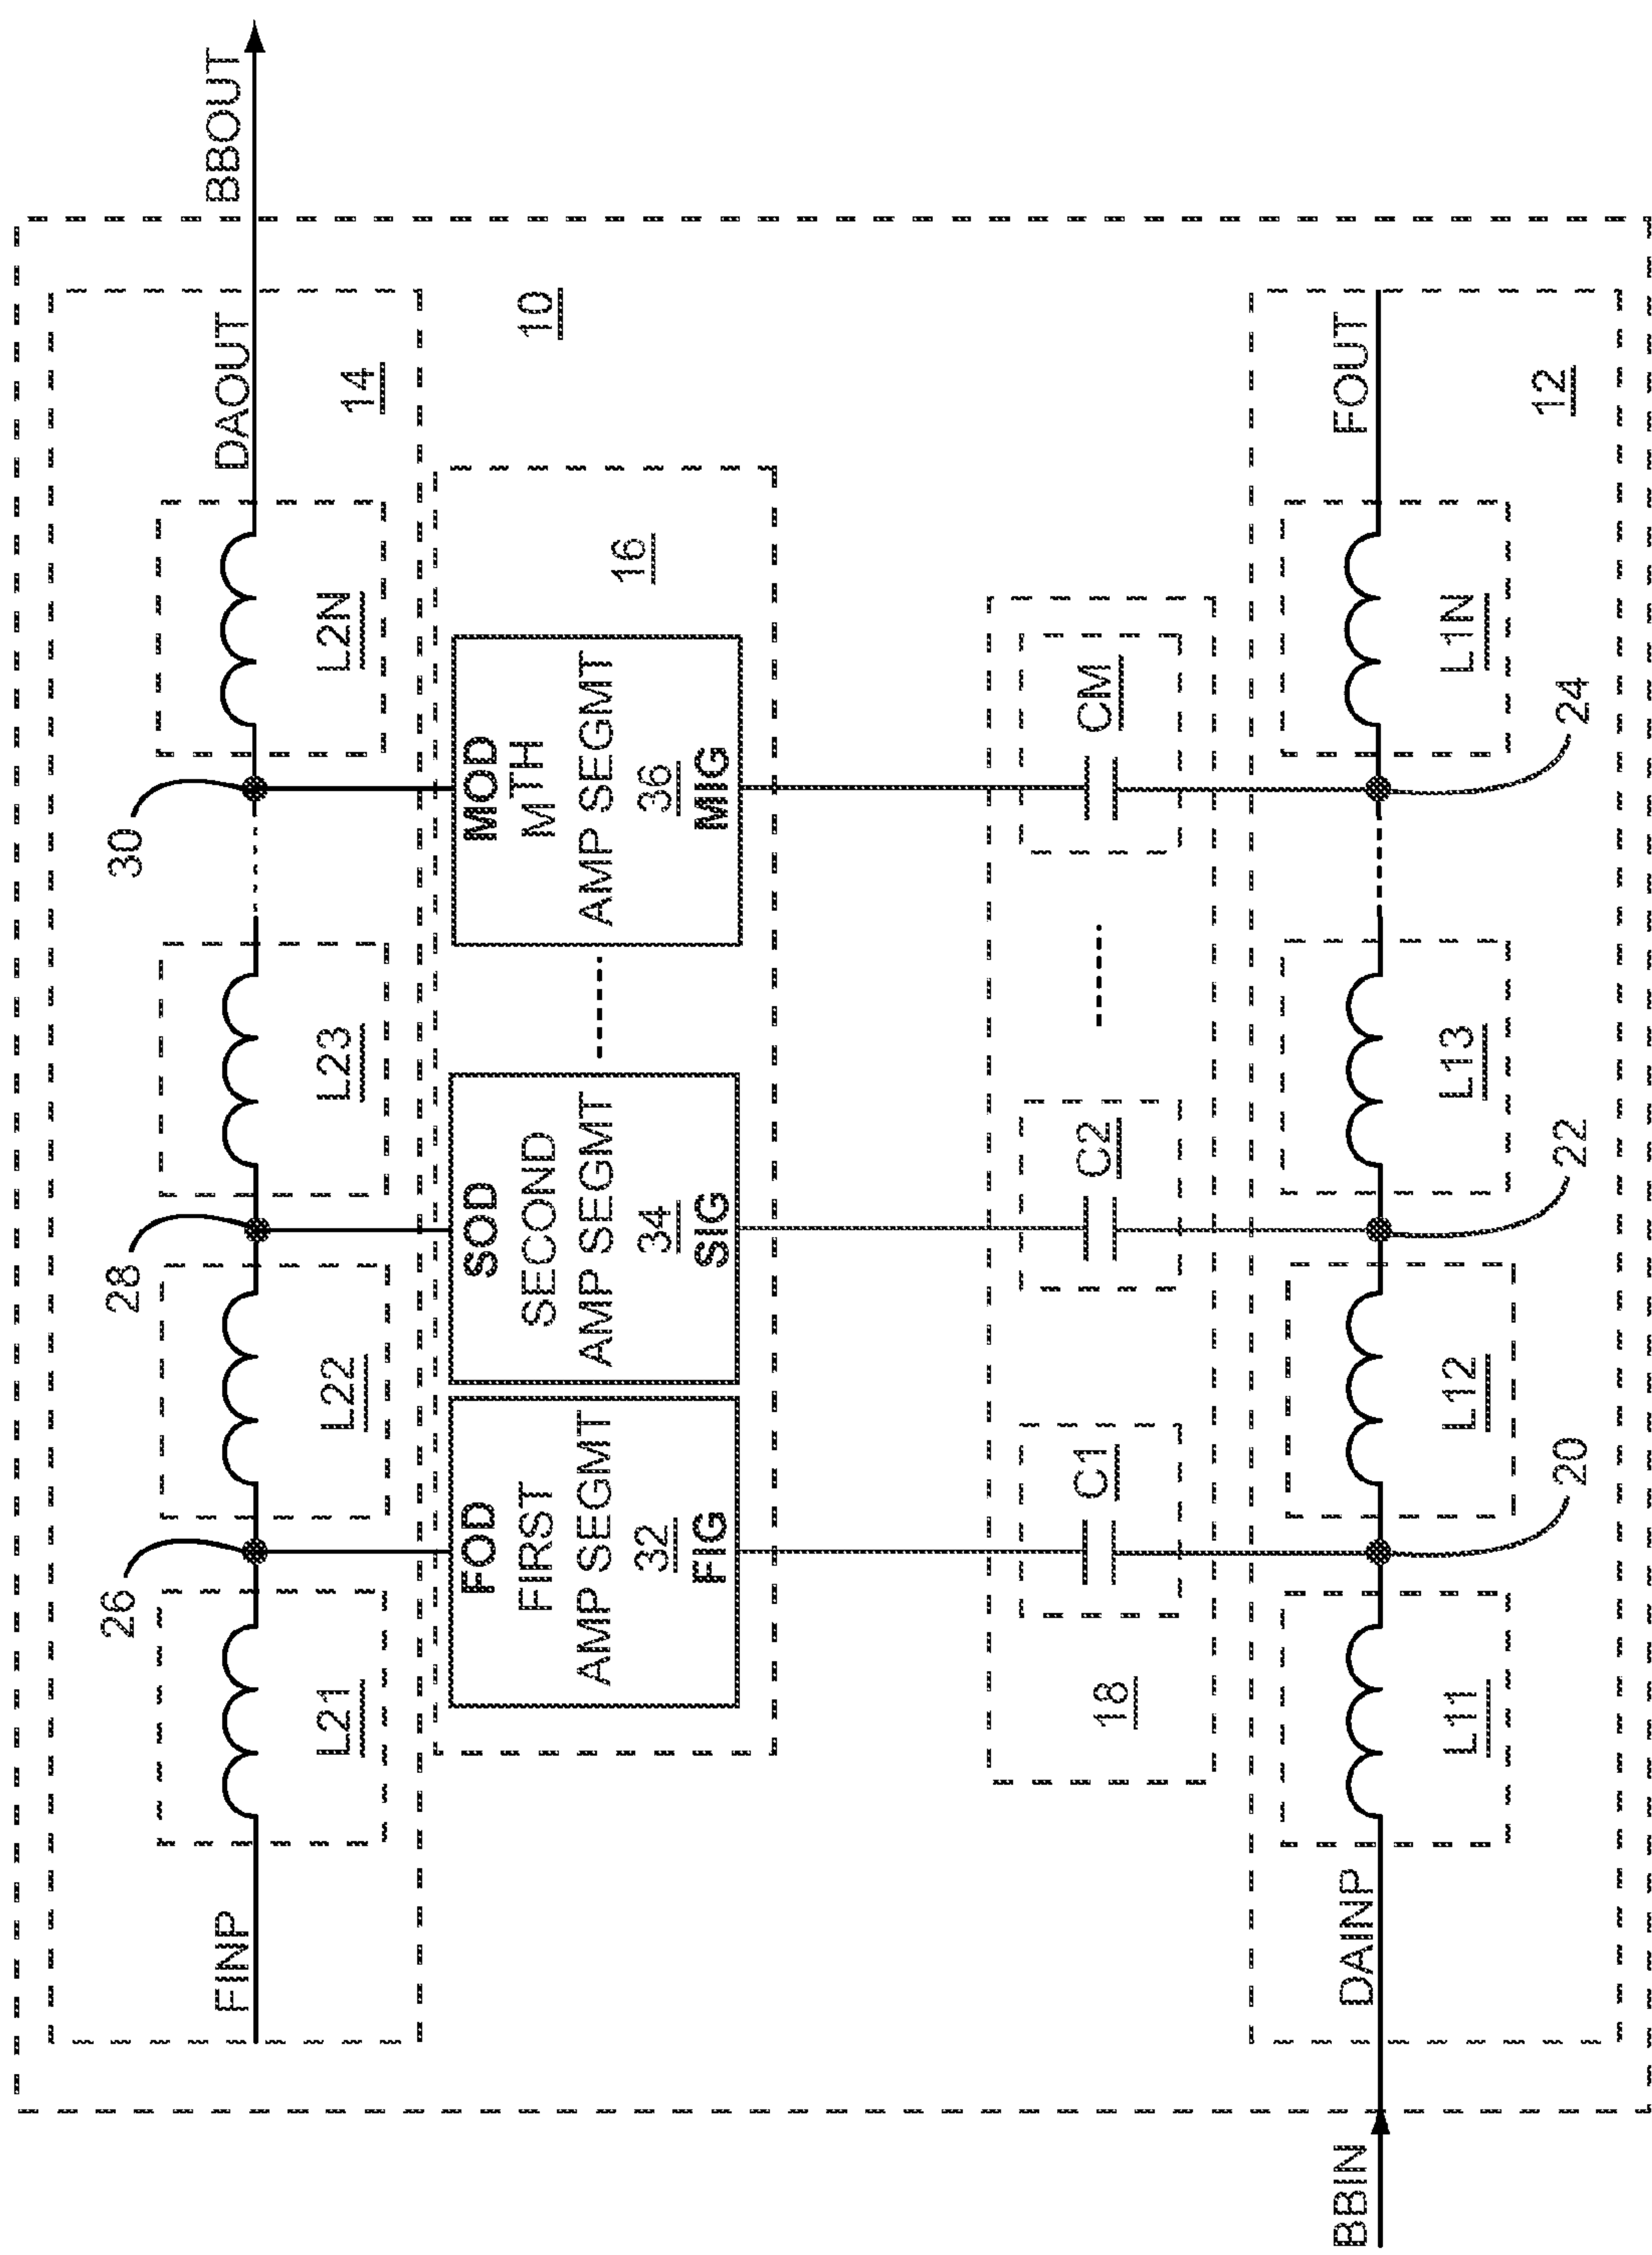 BBOUT
FINP
DAOUT
26
28
30
L21
L22
L23
L2N
14
FOD
FIRST
AMP SEGMT
32
FIG
SOD
SECOND
AMP SEGMT
34
SIG
MOD
MTH
AMP SEGMT
36
MIG
16
10
18
C1
C2
CM
BBIN
DAINP
FOUT
L11
L12
L13
L1N
12
20
22
24